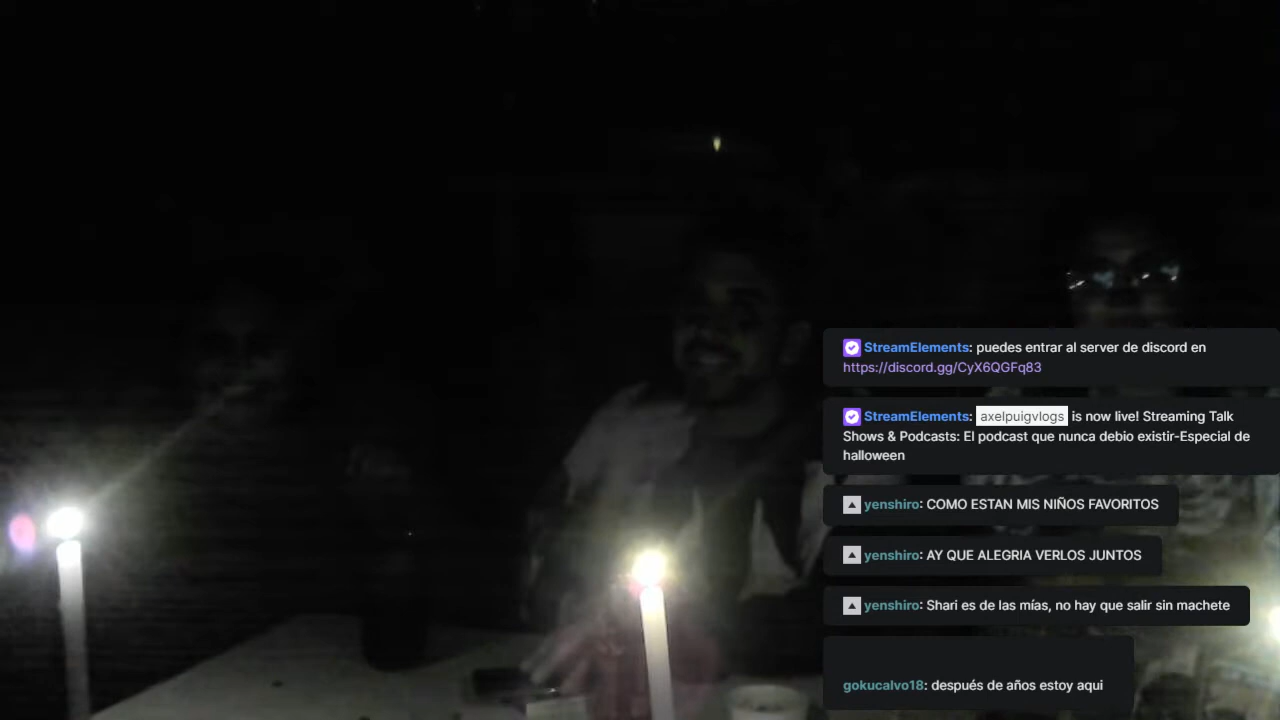 StreamElements: puedes entrar al server de discord en
https://discord.gg/CyX6QGFq83
StreamElements: axelpuigvlogs is now live! Streaming Talk
Shows & Podcasts: El podcast que nunca debio existir-Especial de
halloween
yenshiro: COMO ESTAN MIS NIÑOS FAVORITOS
yenshiro: AY QUE ALEGRIA VERLOS JUNTOS
yenshiro: Shari es de las mías, no hay que salir sin machete
gokucalvo18: después de años estoy aqui